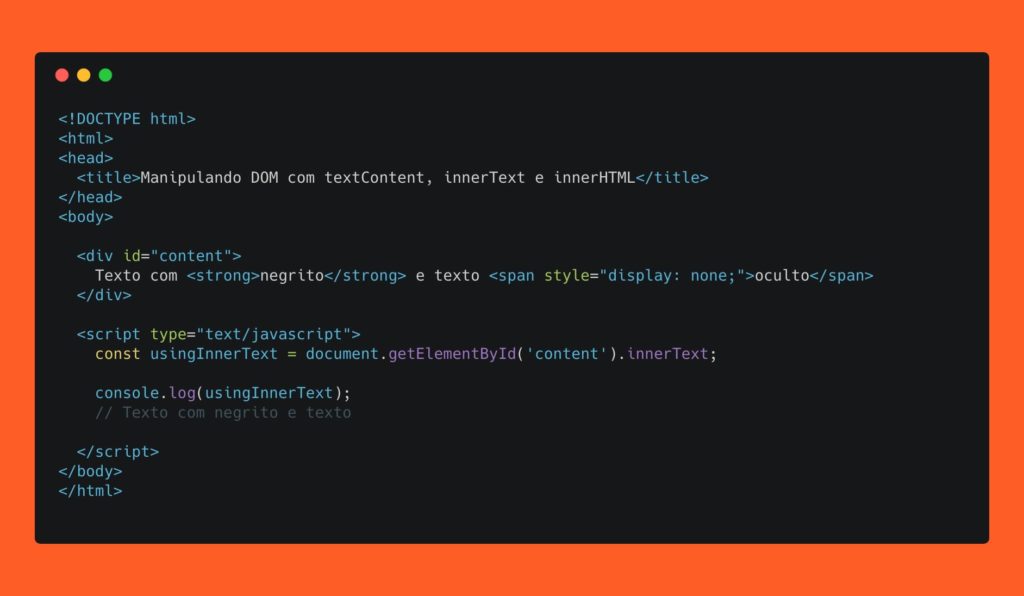 <!DOCTYPE html>
<html>
<head>
  <title>Manipulando DOM com textContent, innerText e innerHTML</title>
</head>
<body>

  <div id="content">
    Texto com <strong>negrito</strong> e texto <span style="display: none;">oculto</span>
  </div>

  <script type="text/javascript">
    const usingInnerText = document.getElementById('content').innerText;

    console.log(usingInnerText);
    // Texto com negrito e texto

  </script>
</body>
</html>